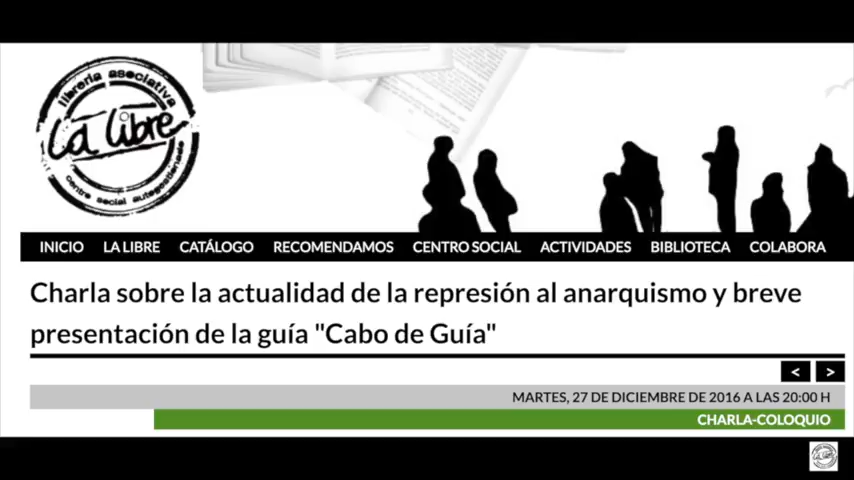 librería asociativa
La Libre
centro social autogestionado
INICIO LA LIBRE CATÁLOGO RECOMENDAMOS CENTRO SOCIAL ACTIVIDADES BIBLIOTECA COLABORA
Charla sobre la actualidad de la represión al anarquismo y breve
presentación de la guía "Cabo de Guía"
< >
MARTES, 27 DE DICIEMBRE DE 2016 A LAS 20:00 H
CHARLA-COLOQUIO